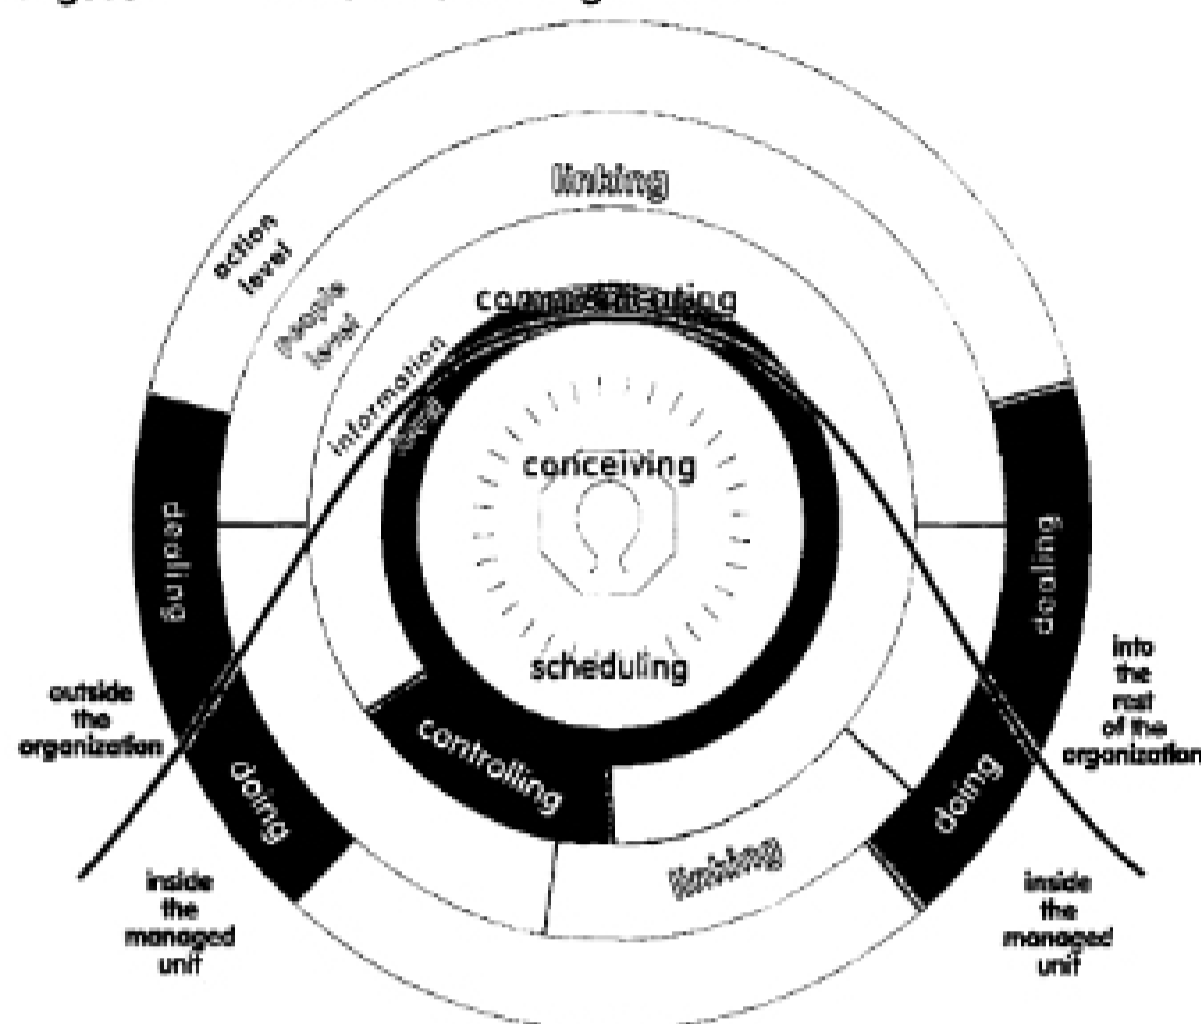 linking
action
level
people
level
communicating
information
conceiving
scheduling
dealing
dealing
controlling
doing
doing
linking
outside
the
organization
into
the
rest
of the
organization
inside
the
managed
unit
inside
the
managed
unit